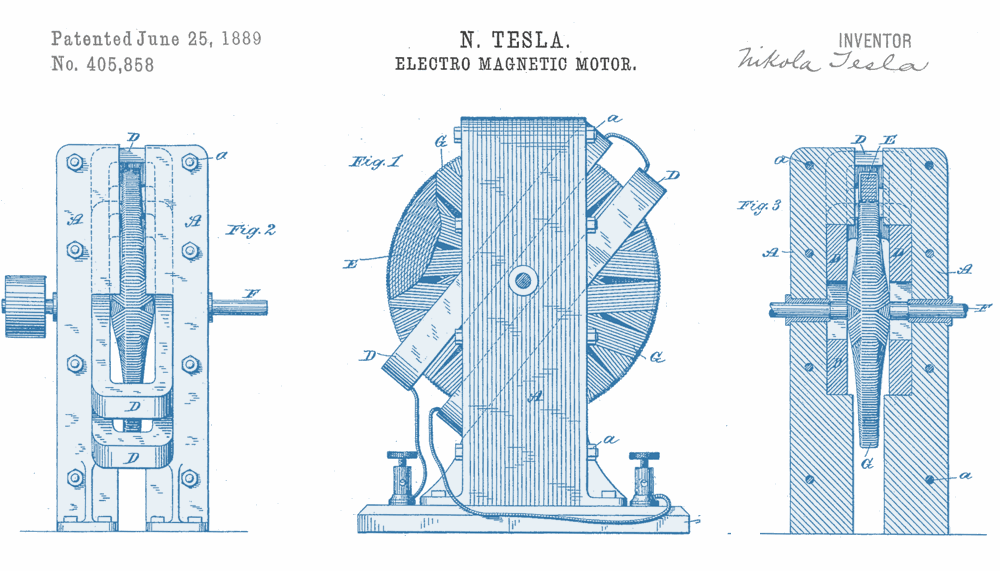 Patented June 25, 1889
No. 405,858
N. TESLA.
ELECTRO MAGNETIC MOTOR.
INVENTOR
Nikola Tesla
D
a
A
A
Fig. 2
F
D
D
a
G
Fig. 1
D
E
D
G
A
a
D
E
a
Fig. 3
A
D
D
A
F
D
G
a